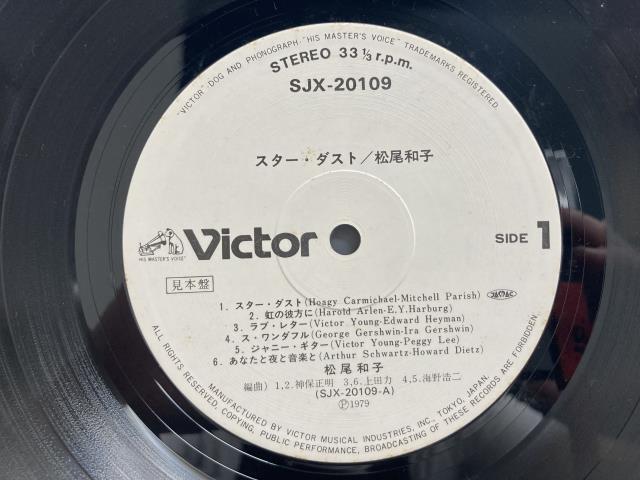 "VICTOR", DOG AND PHONOGRAPH·"HIS MASTER'S VOICE" TRADEMARKS REGISTERED.
STEREO 33 1/3 r.p.m.
SJX-20109
スター・ダスト／松尾和子
HIS MASTER'S VOICE
Victor
SIDE 1
見本盤
1. スター・ダスト(Hoagy Carmichael-Mitchell Parish)
2. 虹の彼方に(Harold Arlen-E.Y.Harburg)
3. ラブ・レター(Victor Young-Edward Heyman)
4. ス・ワンダフル(George Gershwin-Ira Gershwin)
5. ジャニー・ギター(Victor Young-Peggy Lee)
6. あなたと夜と音楽と(Arthur Schwartz-Howard Dietz)
松尾和子
編曲) 1,2.神保正明 3,6.上田力 4,5.海野浩二
(SJX-20109-A)
Ⓟ1979
MANUFACTURED BY VICTOR MUSICAL INDUSTRIES, INC., TOKYO, JAPAN.
ALL RIGHTS RESERVED, COPYING, PUBLIC PERFORMANCE, BROADCASTING OF THESE RECORDS ARE FORBIDDEN.